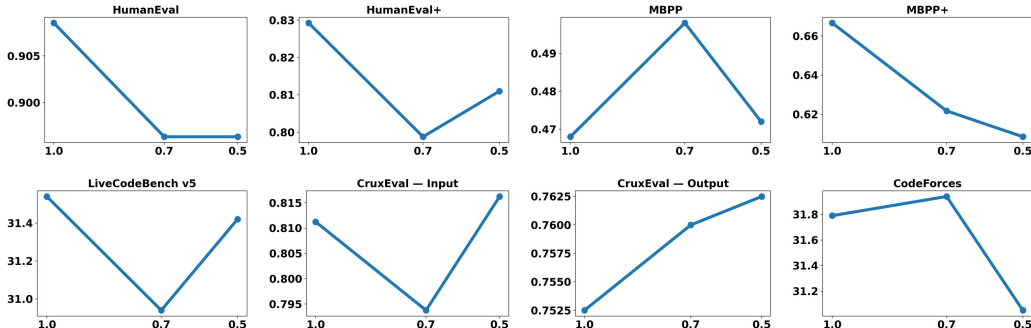 HumanEval
0.905
0.900
1.0 0.7 0.5
HumanEval+
0.83
0.82
0.81
0.80
1.0 0.7 0.5
MBPP
0.49
0.48
0.47
1.0 0.7 0.5
MBPP+
0.66
0.64
0.62
1.0 0.7 0.5
LiveCodeBench v5
31.4
31.2
31.0
1.0 0.7 0.5
CruxEval — Input
0.815
0.810
0.805
0.800
0.795
1.0 0.7 0.5
CruxEval — Output
0.7625
0.7600
0.7575
0.7550
0.7525
1.0 0.7 0.5
CodeForces
31.8
31.6
31.4
31.2
1.0 0.7 0.5